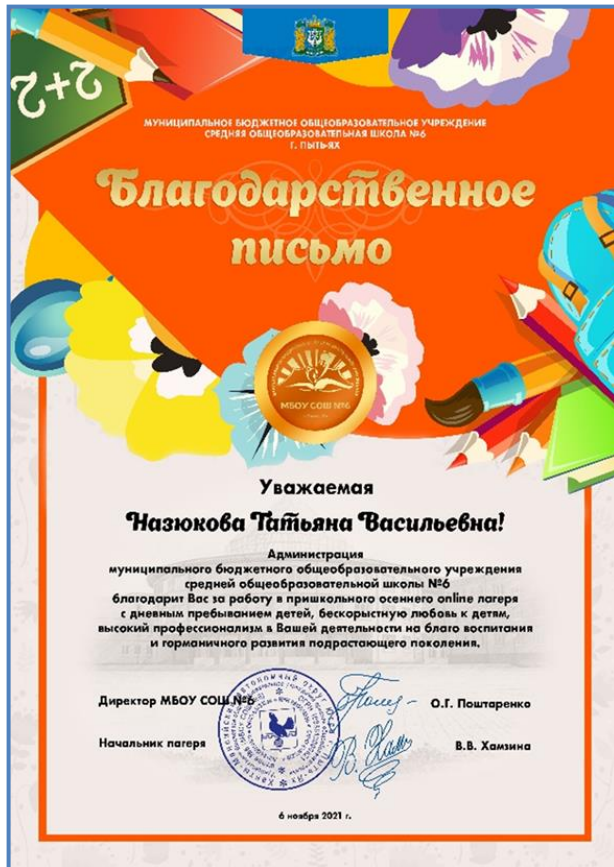 2+2
МУНИЦИПАЛЬНОЕ БЮДЖЕТНОЕ ОБЩЕОБРАЗОВАТЕЛЬНОЕ УЧРЕЖДЕНИЕ
СРЕДНЯЯ ОБЩЕОБРАЗОВАТЕЛЬНАЯ ШКОЛА №6
Г. ПЫТЬ-ЯХ
Благодарственное
письмо
МБОУ СОШ №6
Уважаемая
Назюкова Татьяна Васильевна!
Администрация
муниципального бюджетного общеобразовательного учреждения
средней общеобразовательной школы №6
благодарит Вас за работу в пришкольного осеннего online лагеря
с дневным пребыванием детей, бескорыстную любовь к детям,
высокий профессионализм в Вашей деятельности на благо воспитания
и горманичного развития подрастающего поколения.
Директор МБОУ СОШ №6 О.Г. Поштаренко
Начальник лагеря В.В. Хамзина
6 ноября 2021 г.